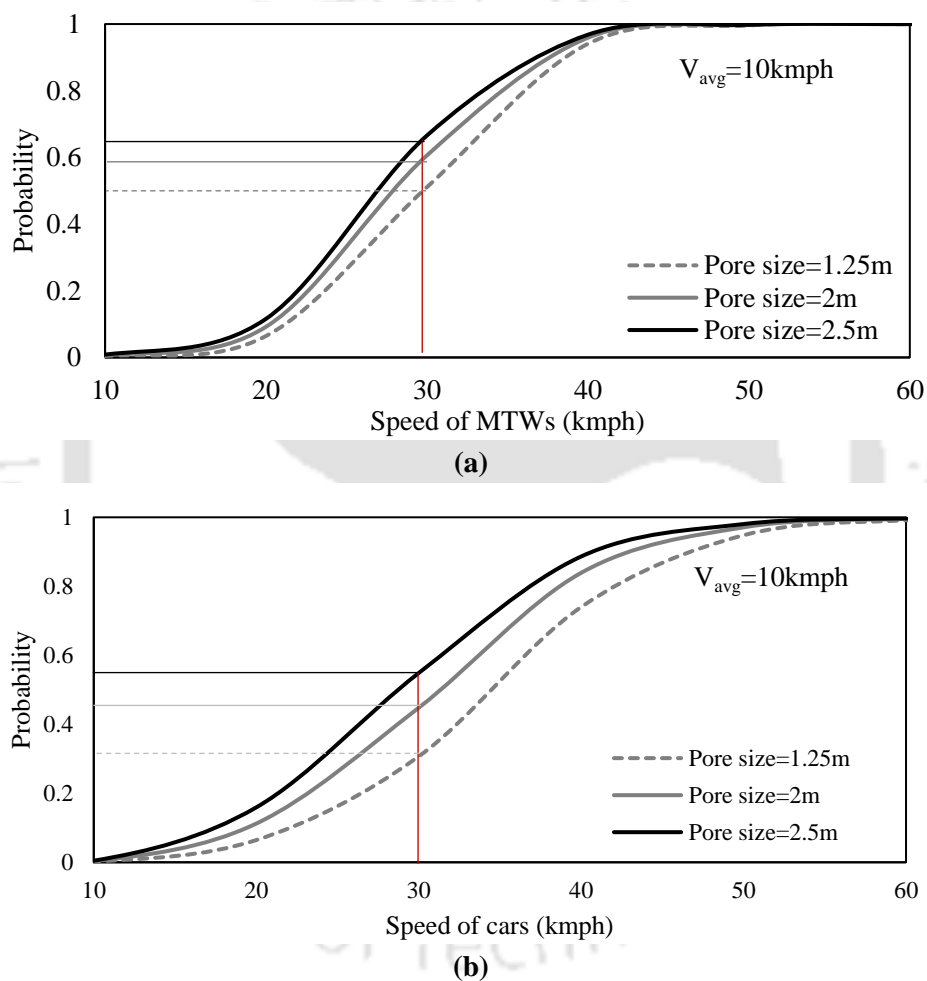 1
0.8
0.6
0.4
0.2
0
Probability
V_avg=10kmph
Pore size=1.25m
Pore size=2m
Pore size=2.5m
10 20 30 40 50 60
Speed of MTWs (kmph)
(a)
1
0.8
0.6
0.4
0.2
0
Probability
V_avg=10kmph
Pore size=1.25m
Pore size=2m
Pore size=2.5m
10 20 30 40 50 60
Speed of cars (kmph)
(b)